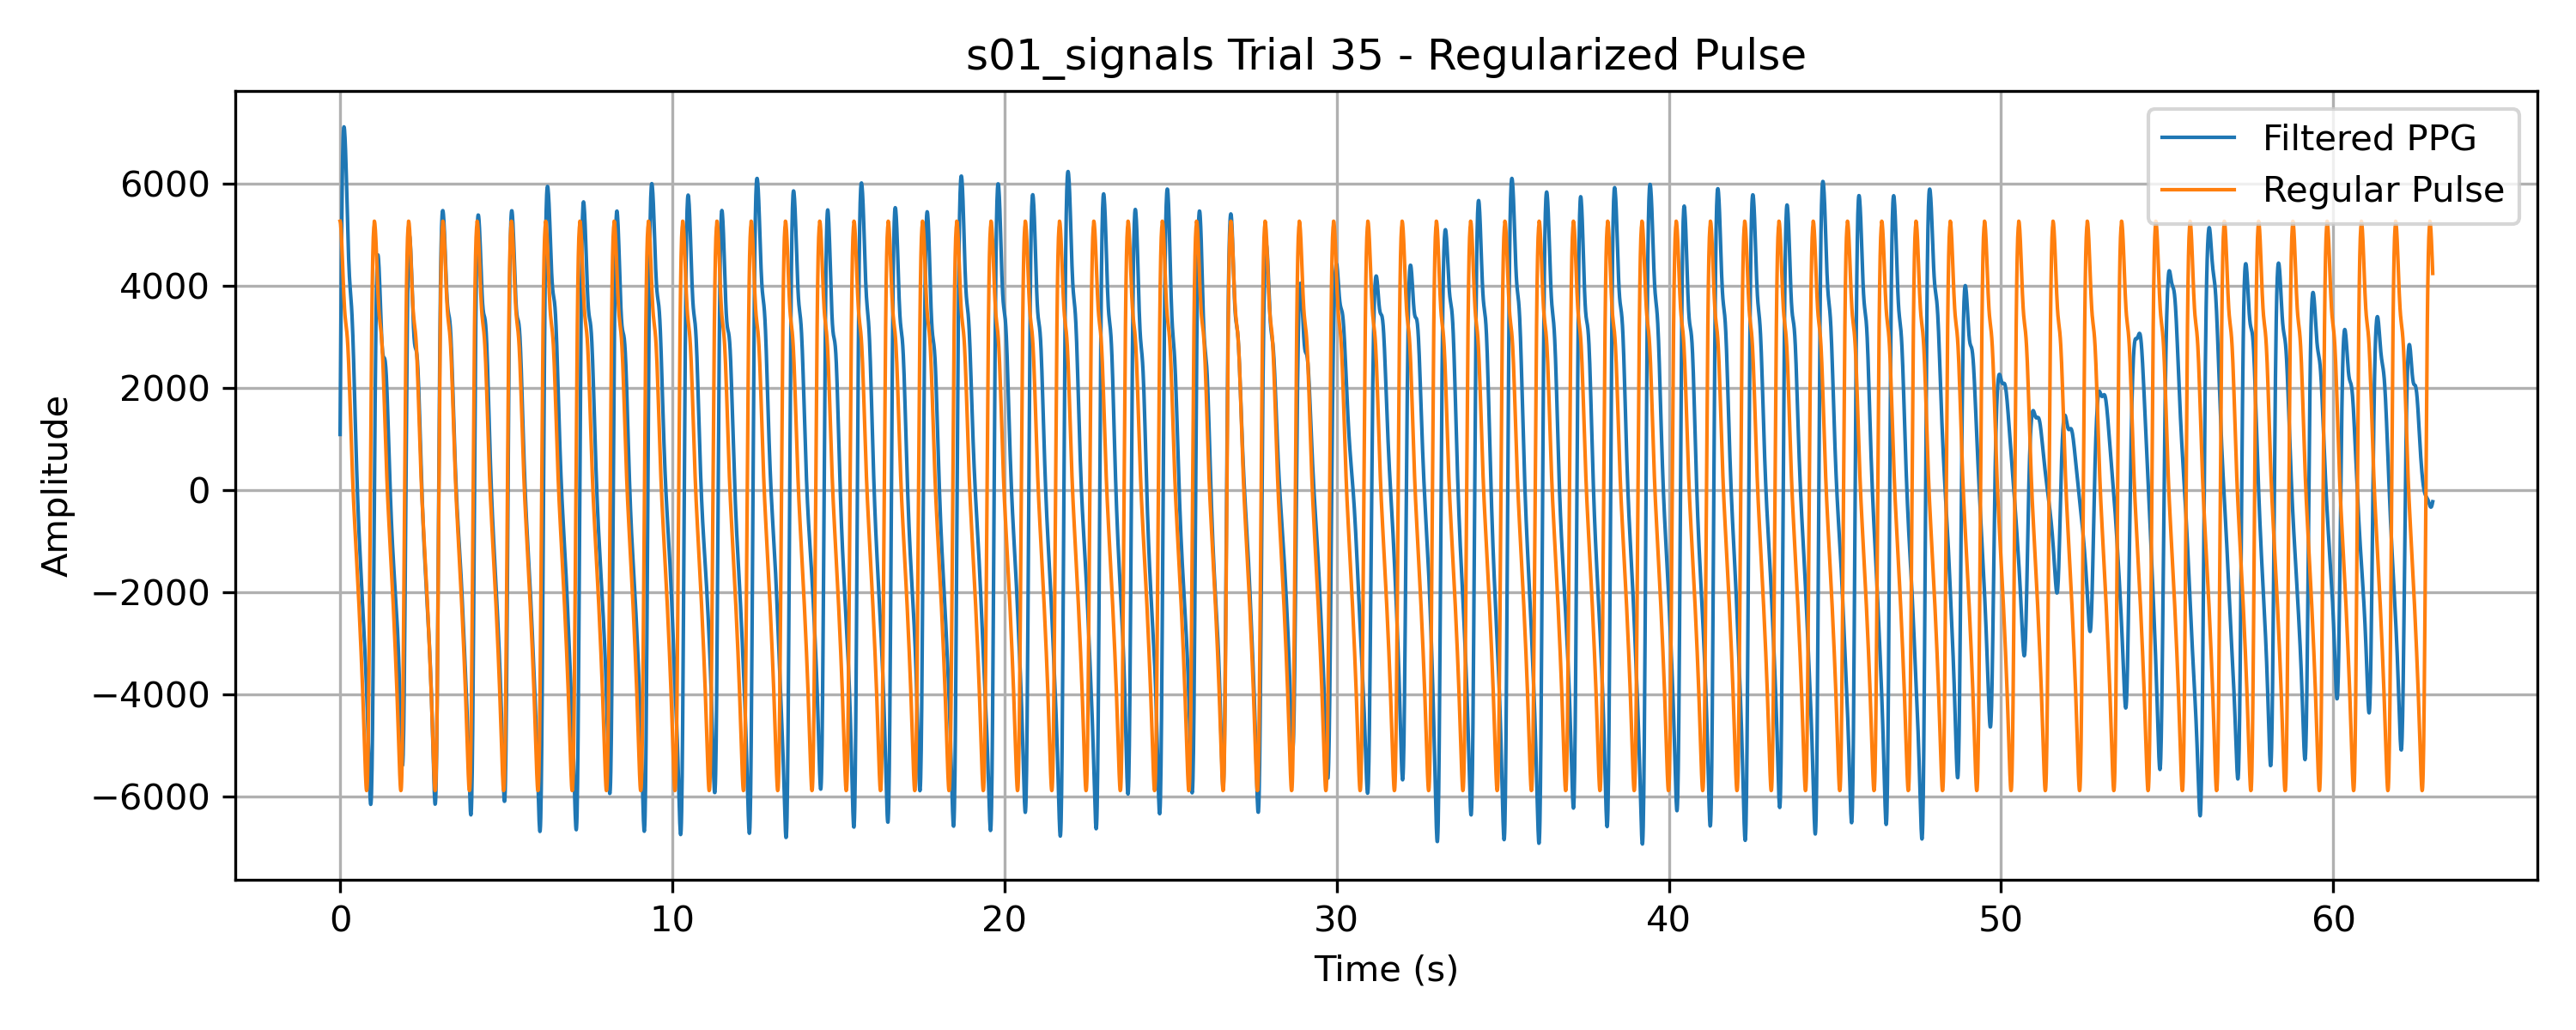 s01_signals Trial 35 - Regularized Pulse
Filtered PPG
Regular Pulse
Amplitude
6000
4000
2000
0
−2000
−4000
−6000
0 10 20 30 40 50 60
Time (s)